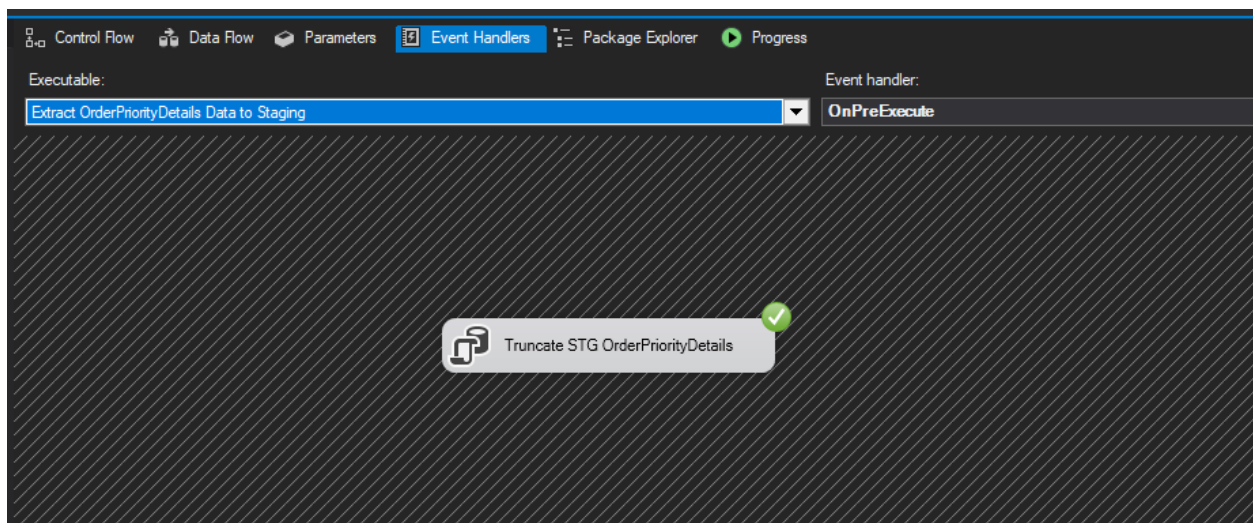 Control Flow Data Flow Parameters Event Handlers Package Explorer Progress
Executable: Event handler:
Extract OrderPriorityDetails Data to Staging OnPreExecute
Truncate STG OrderPriorityDetails